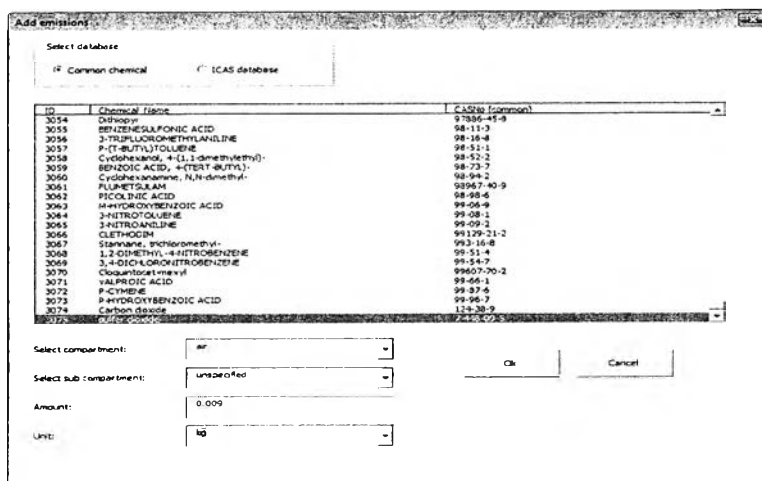 Add emissions
Select database
Common chemical ICAS database
ID Chemical Name CASNo (common)
3054 Dithiopyr 97886-45-8
3055 BENZENESULFONIC ACID 98-11-3
3056 3-TRIFLUOROMETHYLANILINE 98-16-8
3057 P-(T-BUTYL)TOLUENE 98-51-1
3058 Cyclohexanol, 4-(1,1-dimethylethyl)- 98-52-2
3059 BENZOIC ACID, 4-(TERT-BUTYL)- 98-73-7
3060 Cyclohexanamine, N,N-dimethyl- 98-94-2
3061 FLUMETSULAM 98967-40-9
3062 PICOLINIC ACID 98-98-6
3063 M-HYDROXYBENZOIC ACID 99-06-9
3064 3-NITROTOLUENE 99-08-1
3065 3-NITROANILINE 99-09-2
3066 CLETHODIM 99129-21-2
3067 Stannane, trichloromethyl- 993-16-8
3068 1,2-DIMETHYL-4-NITROBENZENE 99-51-4
3069 3,4-DICHLORONITROBENZENE 99-54-7
3070 Cloquintocet-mexyl 99607-70-2
3071 VALPROIC ACID 99-66-1
3072 P-CYMENE 99-87-6
3073 P-HYDROXYBENZOIC ACID 99-96-7
3074 Carbon dioxide 124-38-9
3075 Sulfer dioxide
Select compartment: air
Select sub compartment: unspecified
Ok Cancel
Amount: 0.009
Unit: kg